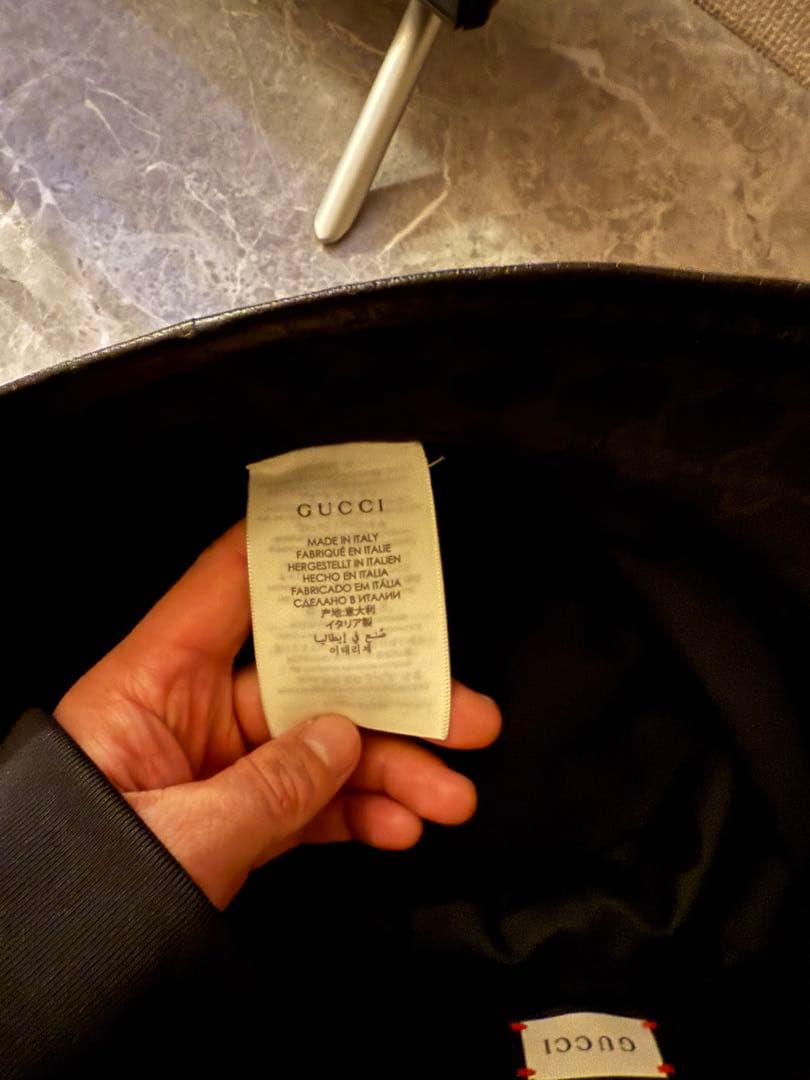 GUCCI
MADE IN ITALY
FABRIQUÉ EN ITALIE
HERGESTELLT IN ITALIEN
HECHO EN ITALIA
FABRICADO EM ITÁLIA
СДЕЛАНО В ИТАЛИИ
产地:意大利
イタリア製
صُنع في إيطاليا
이태리제
GUCCI